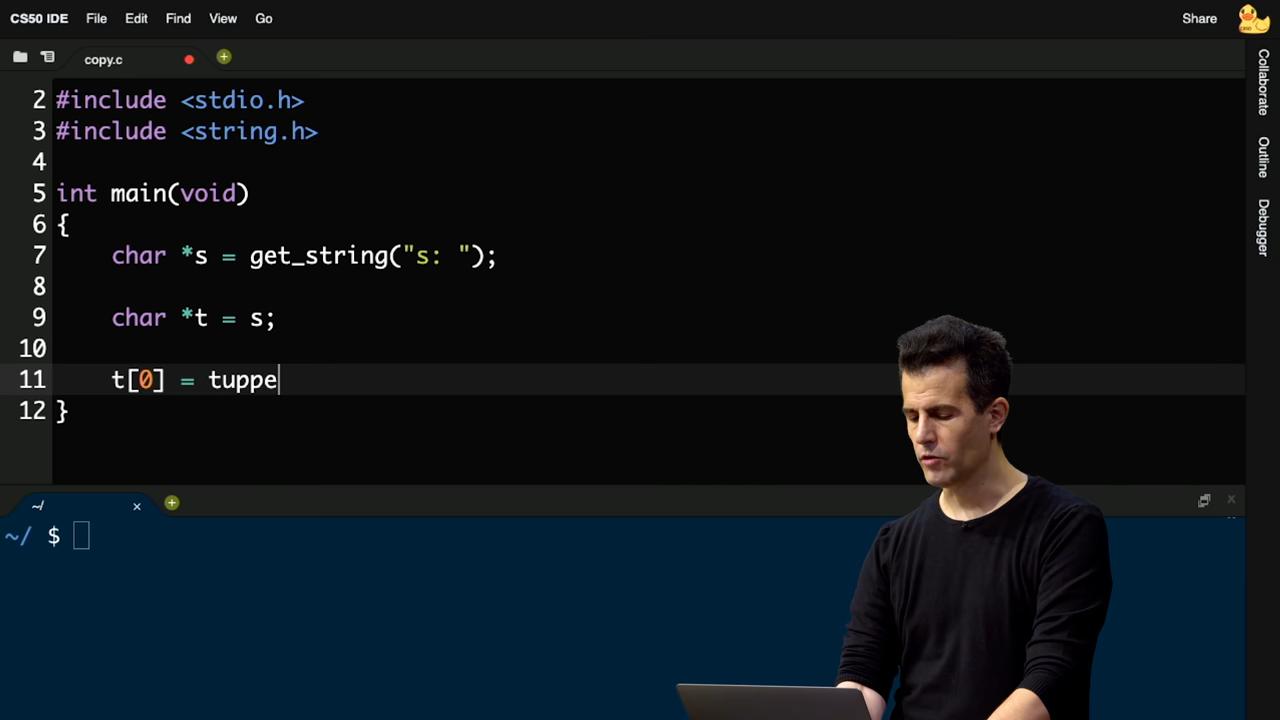 CS50 IDE File Edit Find View Go Share
copy.c
2 #include <stdio.h>
3 #include <string.h>
4
5 int main(void)
6 {
7 char *s = get_string("s: ");
8
9 char *t = s;
10
11 t[0] = tuppe
12 }
~/
~/ $
Collaborate
Outline
Debugger